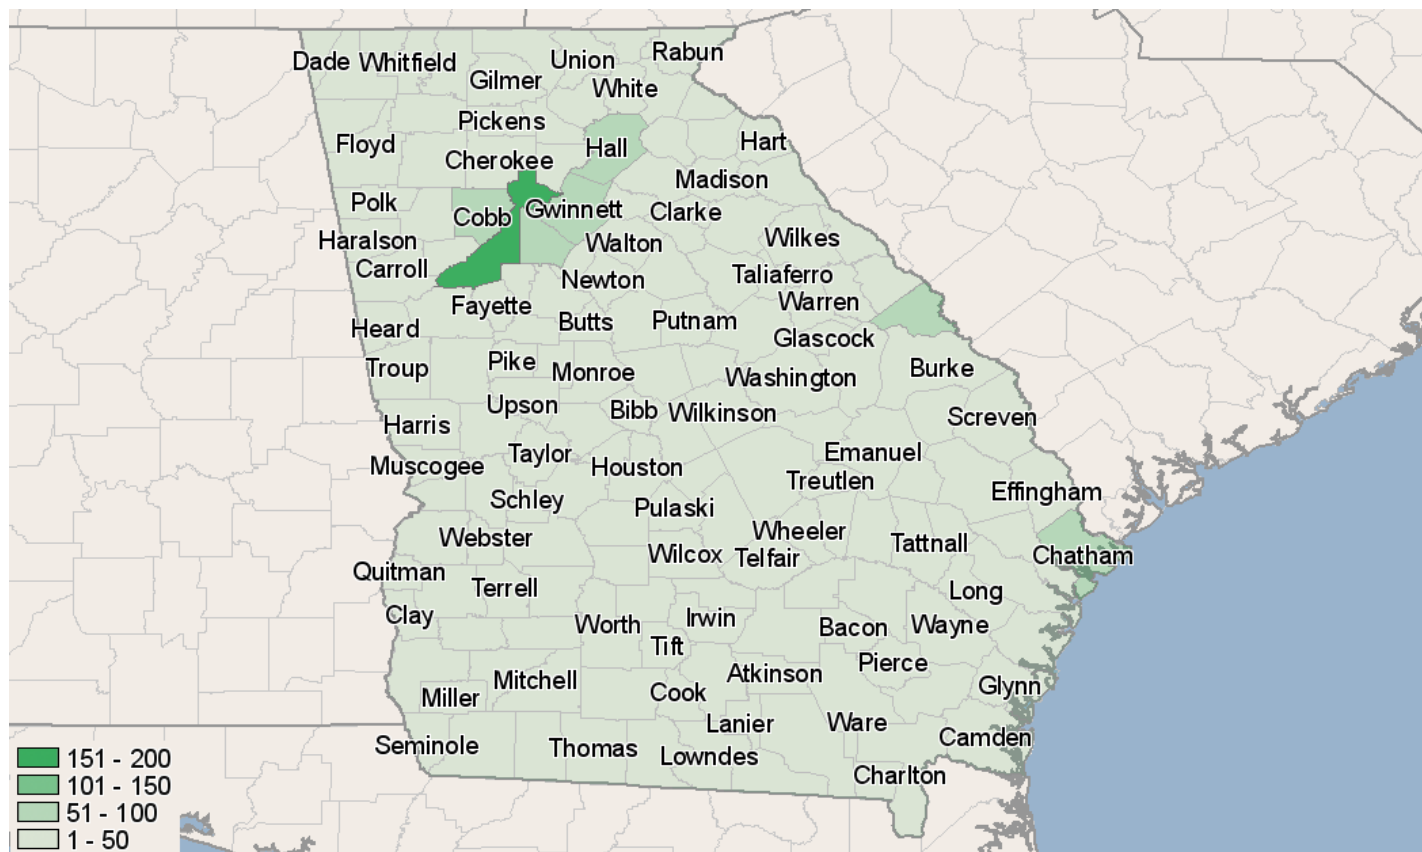 Dade Whitfield Union Rabun
Gilmer White
Pickens
Floyd Hall Hart
Cherokee
Madison
Polk Cobb Gwinnett Clarke
Haralson Walton Wilkes
Carroll Newton Taliaferro
Fayette Warren
Heard Butts Putnam
Glascock
Troup Pike Monroe Washington Burke
Upson Bibb Wilkinson Screven
Harris
Muscogee Taylor Houston Emanuel
Treutlen
Schley Pulaski Effingham
Webster Wheeler
Wilcox Telfair Tattnall Chatham
Quitman Terrell Long
Clay Worth Irwin Bacon Wayne
Tift
Mitchell Atkinson Pierce
Miller Cook Glynn
Lanier Ware
Seminole Thomas Lowndes Camden
Charlton
151 - 200
101 - 150
51 - 100
1 - 50